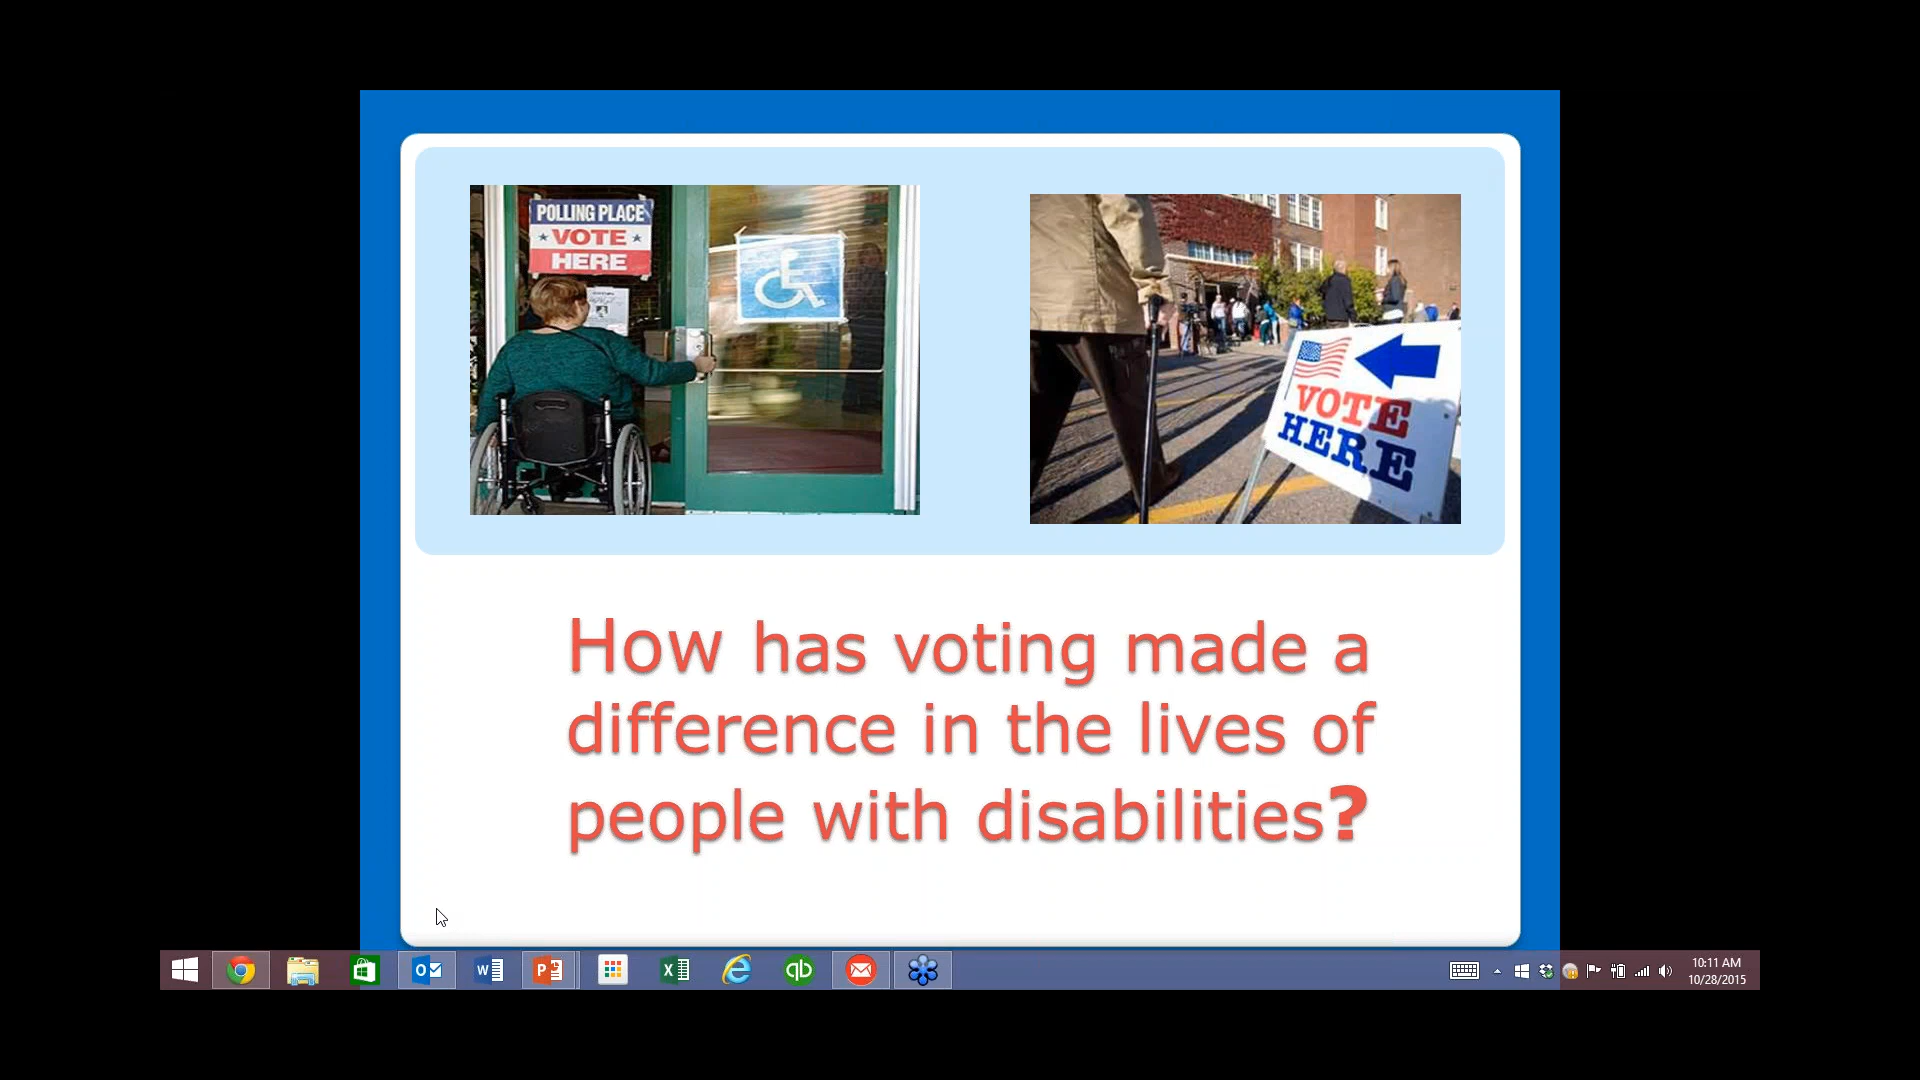 POLLING PLACE
VOTE
HERE
VOTE
HERE
How has voting made a
difference in the lives of
people with disabilities?
10:11 AM
10/28/2015